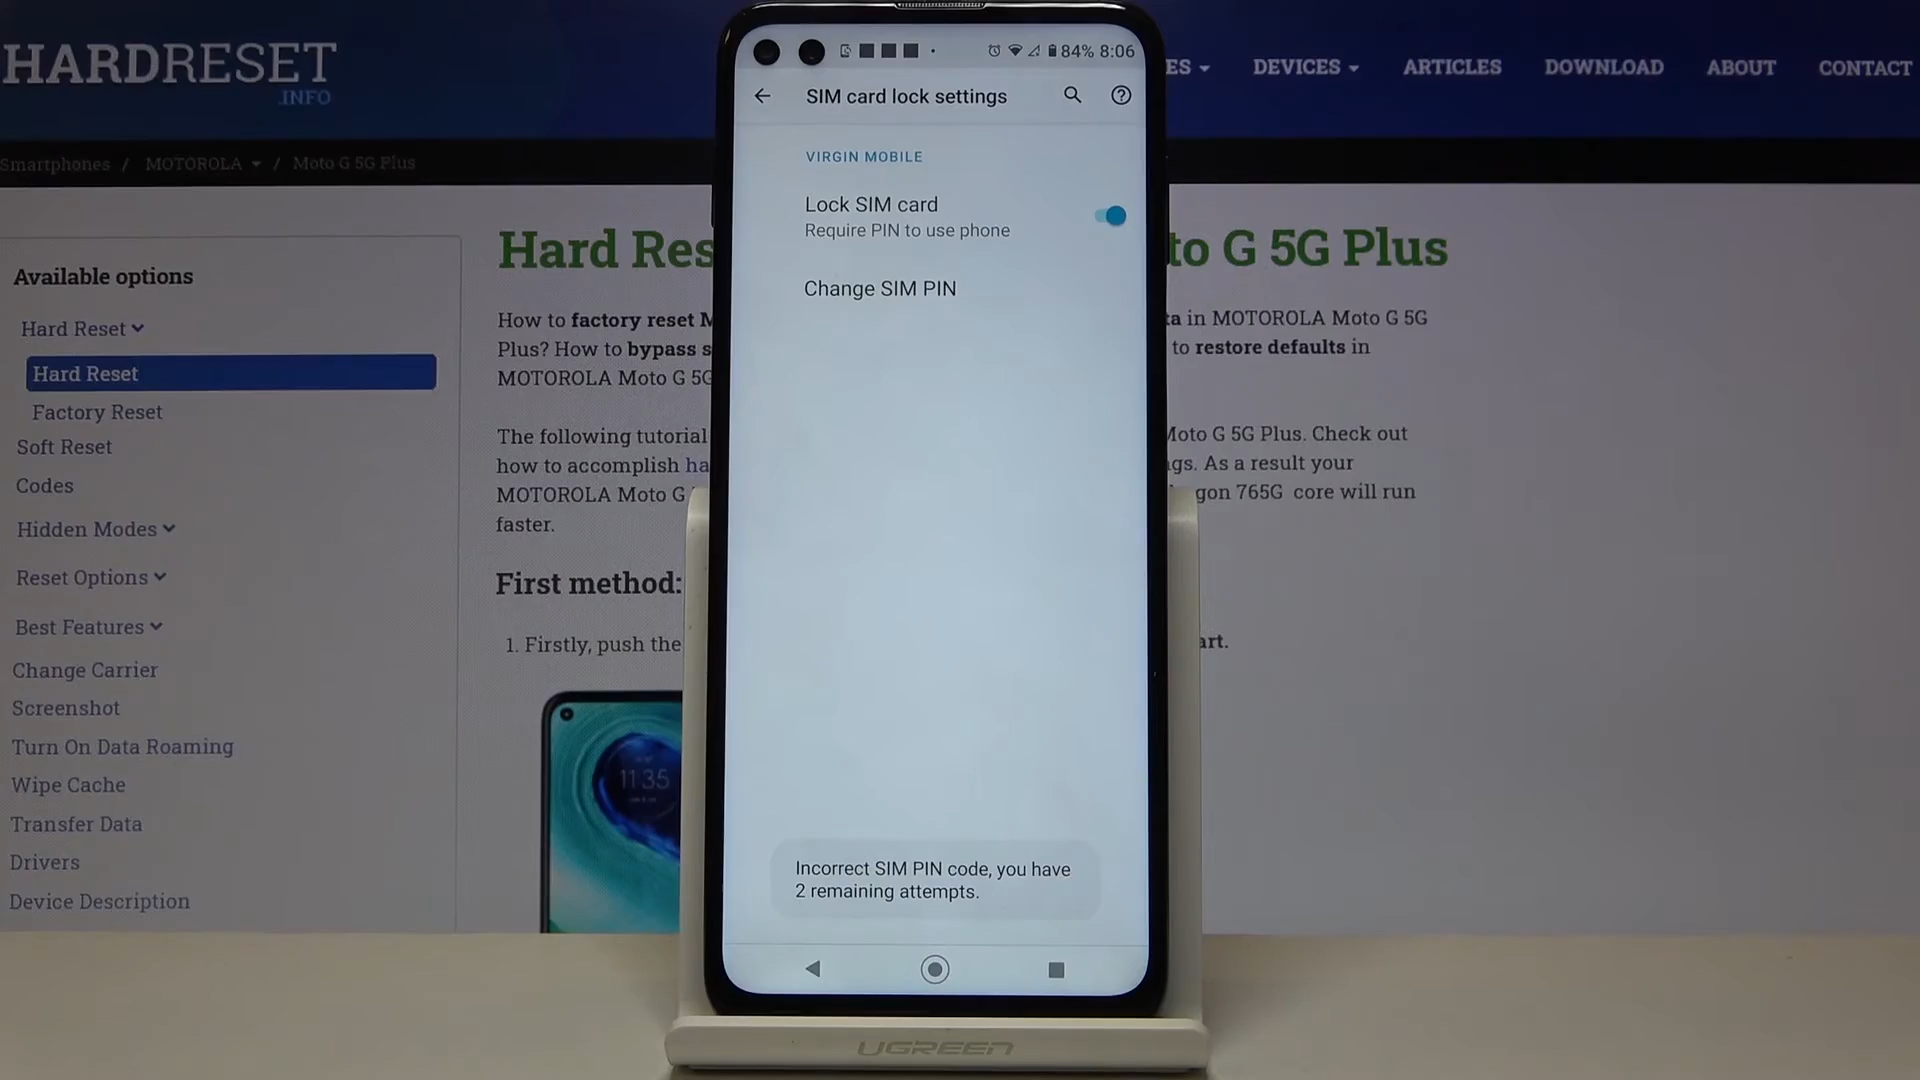 HARDRESET
.INFO
ES
DEVICES
ARTICLES
DOWNLOAD
ABOUT
CONTACT
Smartphones / MOTOROLA / Moto G 5G Plus
Available options
Hard Reset
Hard Reset
Factory Reset
Soft Reset
Codes
Hidden Modes
Reset Options
Best Features
Change Carrier
Screenshot
Turn On Data Roaming
Wipe Cache
Transfer Data
Drivers
Device Description
Hard Res
to G 5G Plus
How to factory reset M
ta in MOTOROLA Moto G 5G
Plus? How to bypass s
to restore defaults in
MOTOROLA Moto G 5G
The following tutorial
Moto G 5G Plus. Check out
how to accomplish ha
ngs. As a result your
MOTOROLA Moto G
gon 765G core will run
faster.
First method:
1. Firstly, push the
art.
11:35
84% 8:06
SIM card lock settings
VIRGIN MOBILE
Lock SIM card
Require PIN to use phone
Change SIM PIN
Incorrect SIM PIN code, you have
2 remaining attempts.
UGREEN